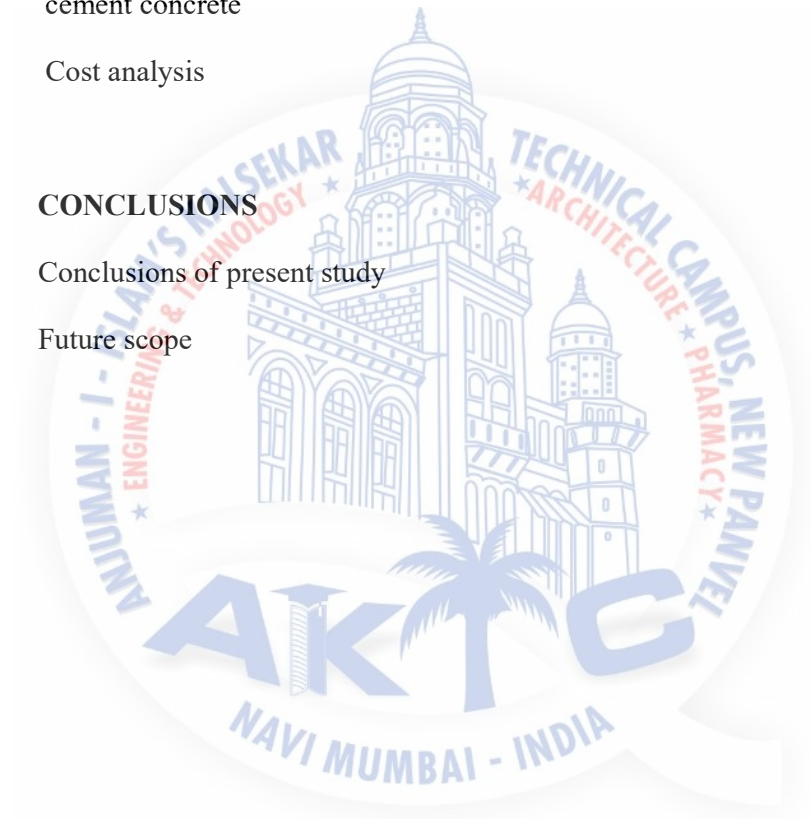 cement concrete
Cost analysis
CONCLUSIONS
Conclusions of present study
Future scope
ANJUMAN - I - ISLAM'S KALSEKAR TECHNICAL CAMPUS, NEW PANVEL
★ ENGINEERING & TECHNOLOGY ★ ★ ARCHITECTURE ★ PHARMACY ★
AIKTC
NAVI MUMBAI - INDIA